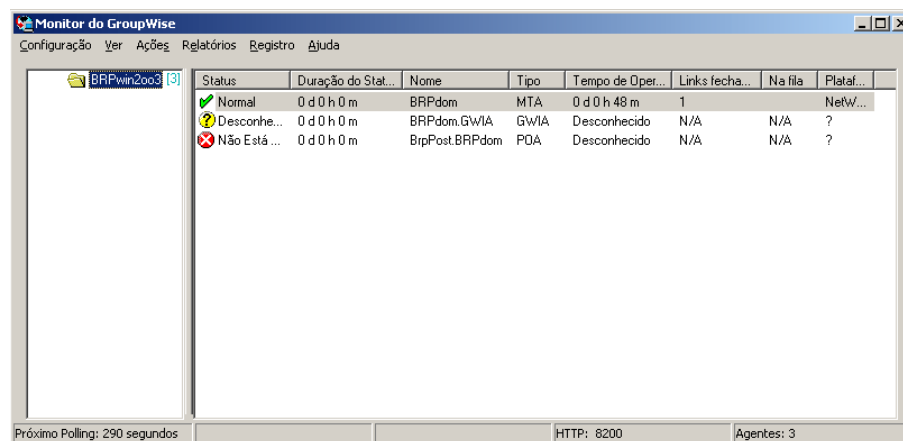 Monitor do GroupWise
Configuração Ver Ações Relatórios Registro Ajuda
BRPwin2oo3 [3]
Status Duração do Stat... Nome Tipo Tempo de Oper... Links fecha... Na fila Plataf...
Normal 0 d 0 h 0 m BRPdom MTA 0 d 0 h 48 m 1 NetW...
Desconhe... 0 d 0 h 0 m BRPdom.GWIA GWIA Desconhecido N/A N/A ?
Não Está ... 0 d 0 h 0 m BrpPost.BRPdom POA Desconhecido N/A N/A ?
Próximo Polling: 290 segundos HTTP: 8200 Agentes: 3